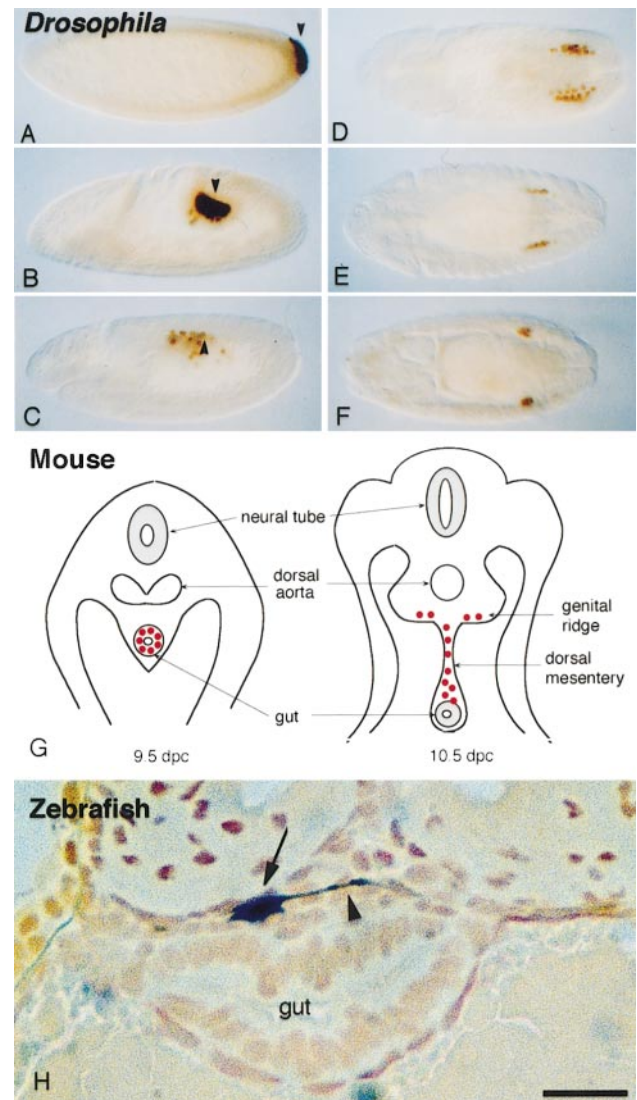 Drosophila
A
D
B
E
C
F
Mouse
neural tube
dorsal
aorta
genital
ridge
dorsal
mesentery
gut
G
9.5 dpc
10.5 dpc
Zebrafish
gut
H